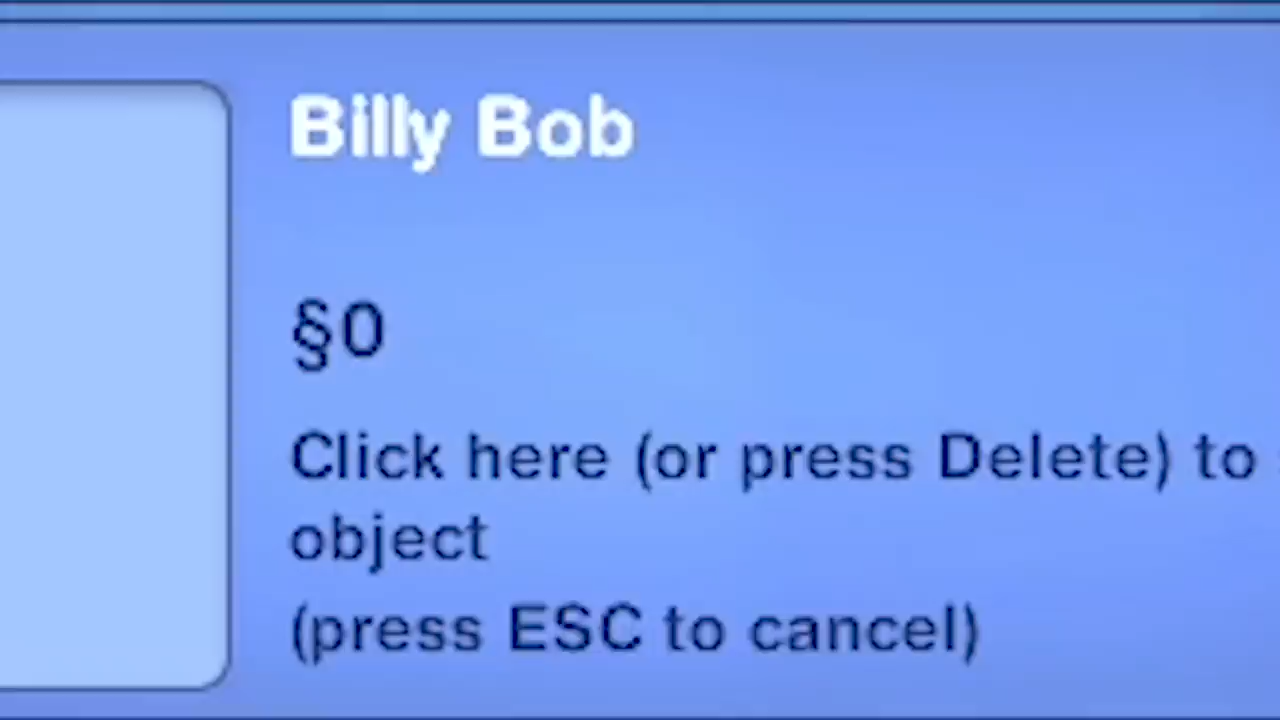 Billy Bob
§0
Click here (or press Delete) to
object
(press ESC to cancel)